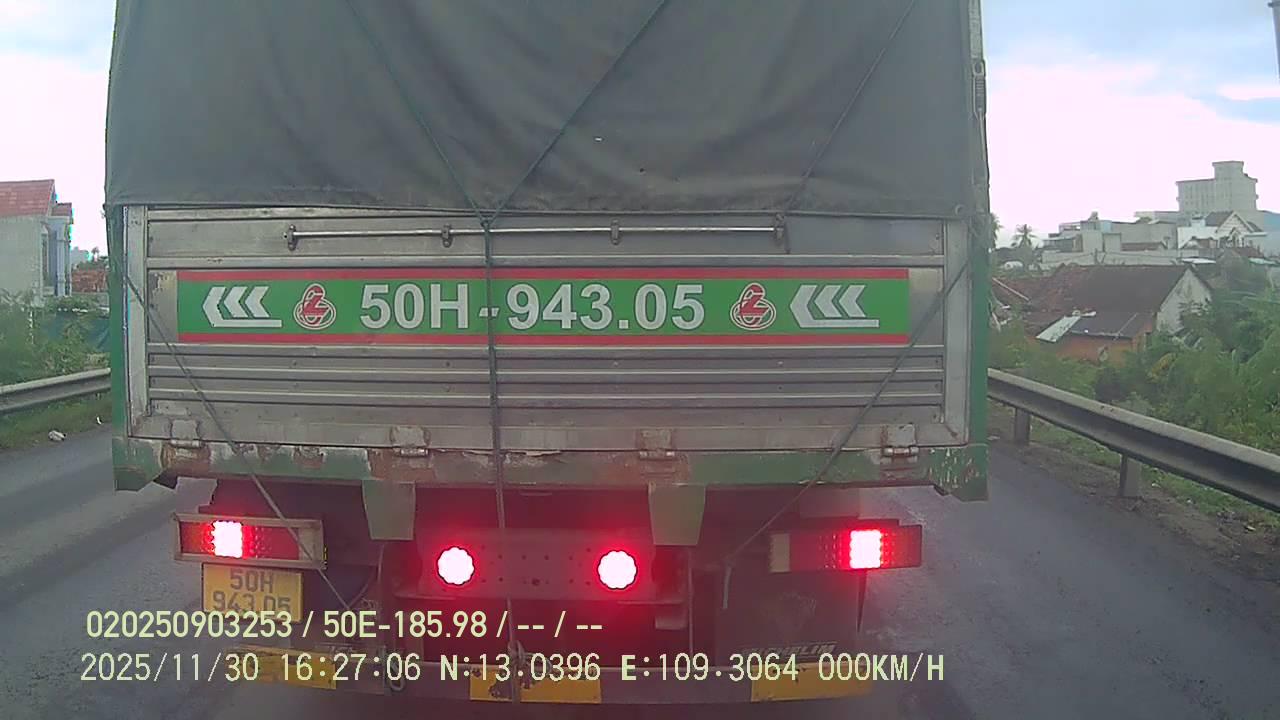 50H-943.05
50H
943.05
020250903253 / 50E-185.98 / -- / --
2025/11/30 16:27:06 N:13.0396 E:109.3064 000KM/H